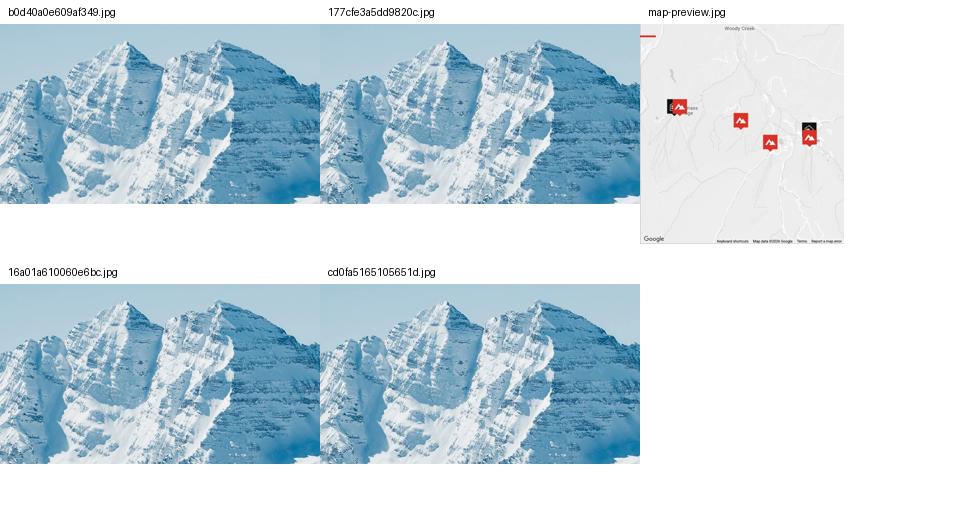 b0d40a0e609af349.jpg
177cfe3a5dd9820c.jpg
map-preview.jpg
Woody Creek
Google
Keyboard shortcuts
Map data ©2026 Google
Terms
Report a map error
16a01a610060e6bc.jpg
cd0fa5165105651d.jpg